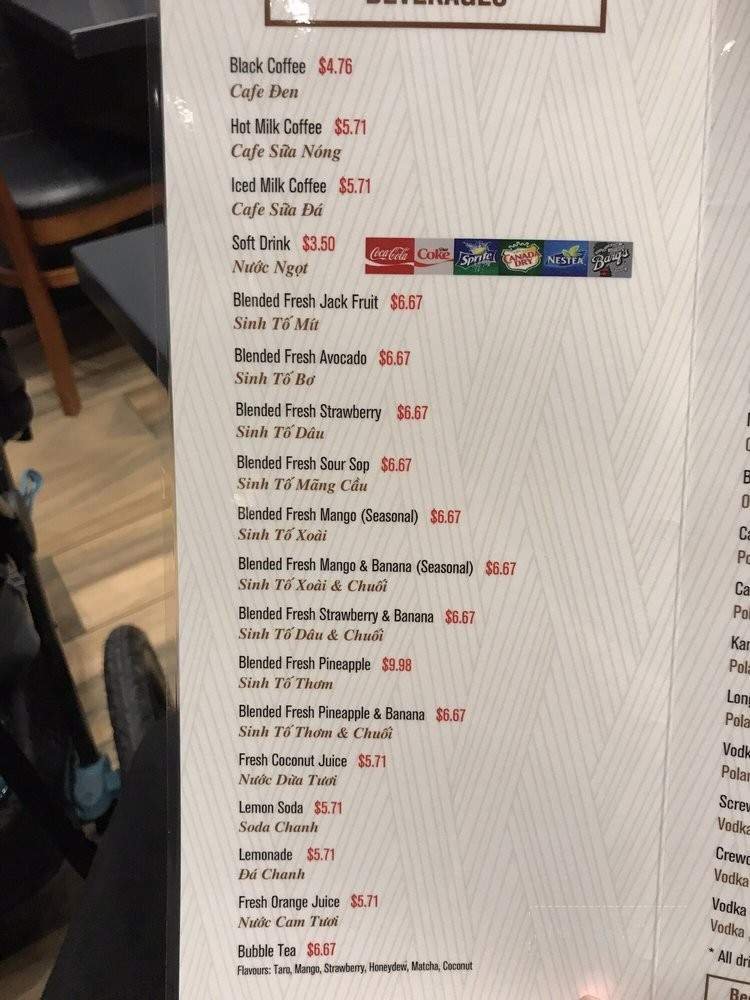 BEVERAGES
Black Coffee $4.76
Cafe Đen
Hot Milk Coffee $5.71
Cafe Sữa Nóng
Iced Milk Coffee $5.71
Cafe Sữa Đá
Soft Drink $3.50
Nước Ngọt
Coca-Cola Diet Coke Sprite CANADA DRY NESTEA Barq's
Blended Fresh Jack Fruit $6.67
Sinh Tố Mít
Blended Fresh Avocado $6.67
Sinh Tố Bơ
Blended Fresh Strawberry $6.67
Sinh Tố Dâu
Blended Fresh Sour Sop $6.67
Sinh Tố Mãng Cầu
Blended Fresh Mango (Seasonal) $6.67
Sinh Tố Xoài
Blended Fresh Mango & Banana (Seasonal) $6.67
Sinh Tố Xoài & Chuối
Blended Fresh Strawberry & Banana $6.67
Sinh Tố Dâu & Chuối
Blended Fresh Pineapple $9.98
Sinh Tố Thơm
Blended Fresh Pineapple & Banana $6.67
Sinh Tố Thơm & Chuối
Fresh Coconut Juice $5.71
Nước Dừa Tươi
Lemon Soda $5.71
Soda Chanh
Lemonade $5.71
Đá Chanh
Fresh Orange Juice $5.71
Nước Cam Tươi
Bubble Tea $6.67
Flavours: Taro, Mango, Strawberry, Honeydew, Matcha, Coconut
Vodka
Vodka
Vodka
Vodka
* All